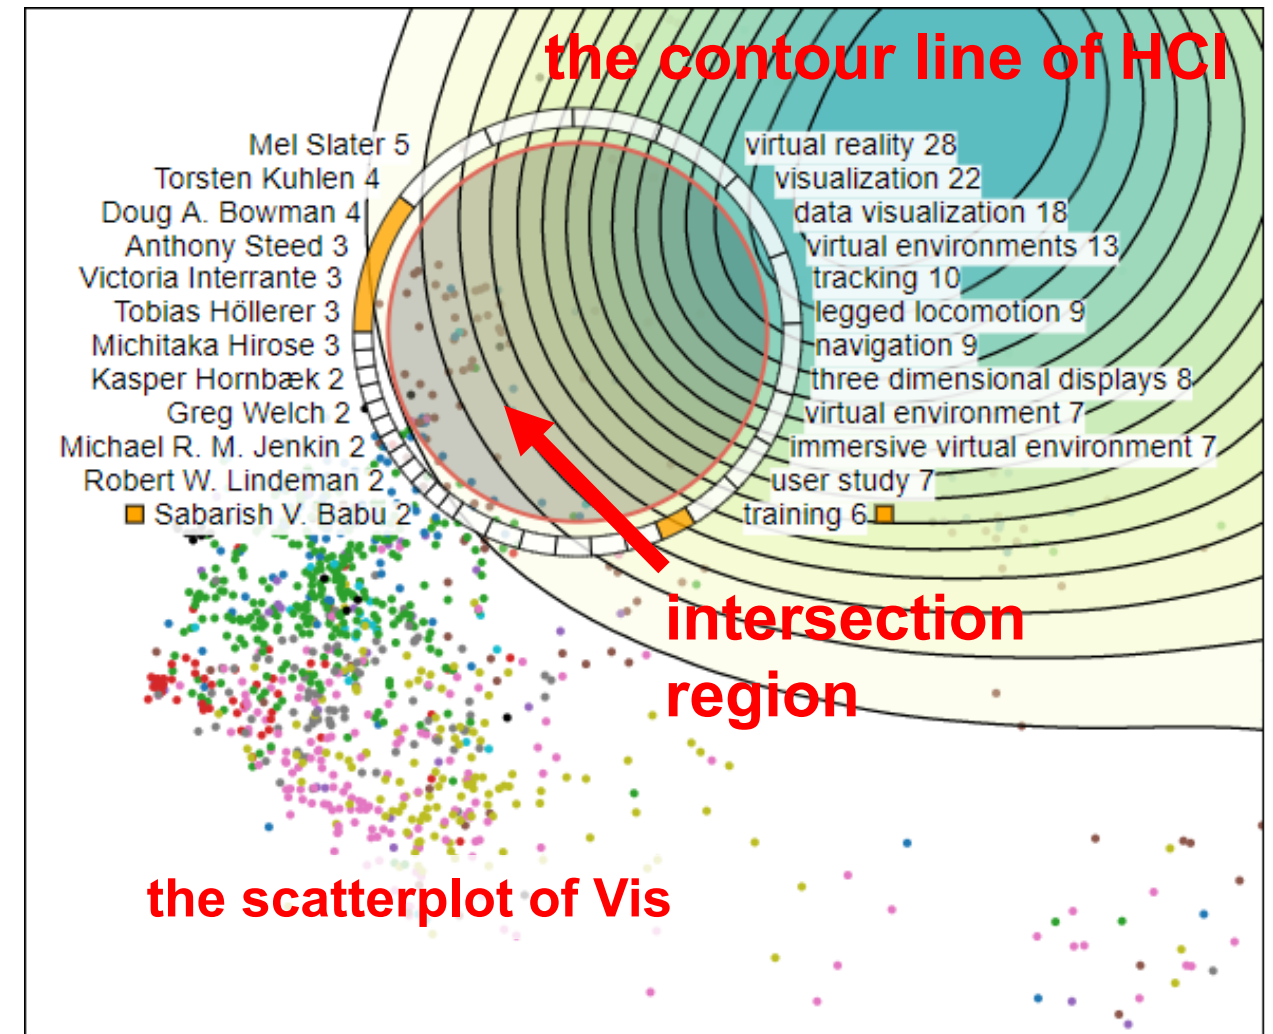 the contour line of HCI
Mel Slater 5
Torsten Kuhlen 4
Doug A. Bowman 4
Anthony Steed 3
Victoria Interrante 3
Tobias Höllerer 3
Michitaka Hirose 3
Kasper Hornbæk 2
Greg Welch 2
Michael R. M. Jenkin 2
Robert W. Lindeman 2
Sabarish V. Babu 2
virtual reality 28
visualization 22
data visualization 18
virtual environments 13
tracking 10
legged locomotion 9
navigation 9
three dimensional displays 8
virtual environment 7
immersive virtual environment 7
user study 7
training 6
intersection
region
the scatterplot of Vis